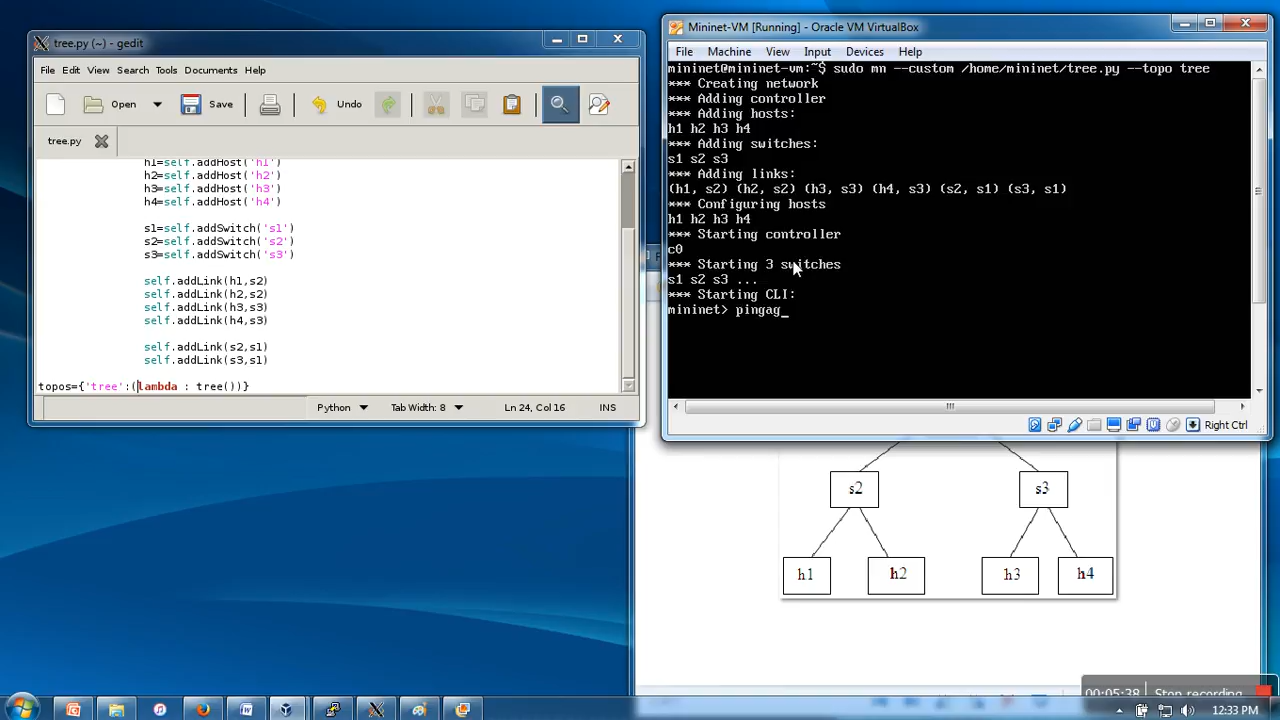 tree.py (~) - gedit
File Edit View Search Tools Documents Help
Open Save Undo
tree.py
h1=self.addHost('h1')
h2=self.addHost('h2')
h3=self.addHost('h3')
h4=self.addHost('h4')
s1=self.addSwitch('s1')
s2=self.addSwitch('s2')
s3=self.addSwitch('s3')
self.addLink(h1,s2)
self.addLink(h2,s2)
self.addLink(h3,s3)
self.addLink(h4,s3)
self.addLink(s2,s1)
self.addLink(s3,s1)
topos={'tree':(lambda : tree())}
Python Tab Width: 8 Ln 24, Col 16 INS
Mininet-VM [Running] - Oracle VM VirtualBox
File Machine View Input Devices Help
mininet@mininet-vm:~$ sudo mn --custom /home/mininet/tree.py --topo tree
*** Creating network
*** Adding controller
*** Adding hosts:
h1 h2 h3 h4
*** Adding switches:
s1 s2 s3
*** Adding links:
(h1, s2) (h2, s2) (h3, s3) (h4, s3) (s2, s1) (s3, s1)
*** Configuring hosts
h1 h2 h3 h4
*** Starting controller
c0
*** Starting 3 switches
s1 s2 s3 ...
*** Starting CLI:
mininet> pingag_
Right Ctrl
s2 s3
h1 h2 h3 h4
00:05:38 Stop recording
12:33 PM